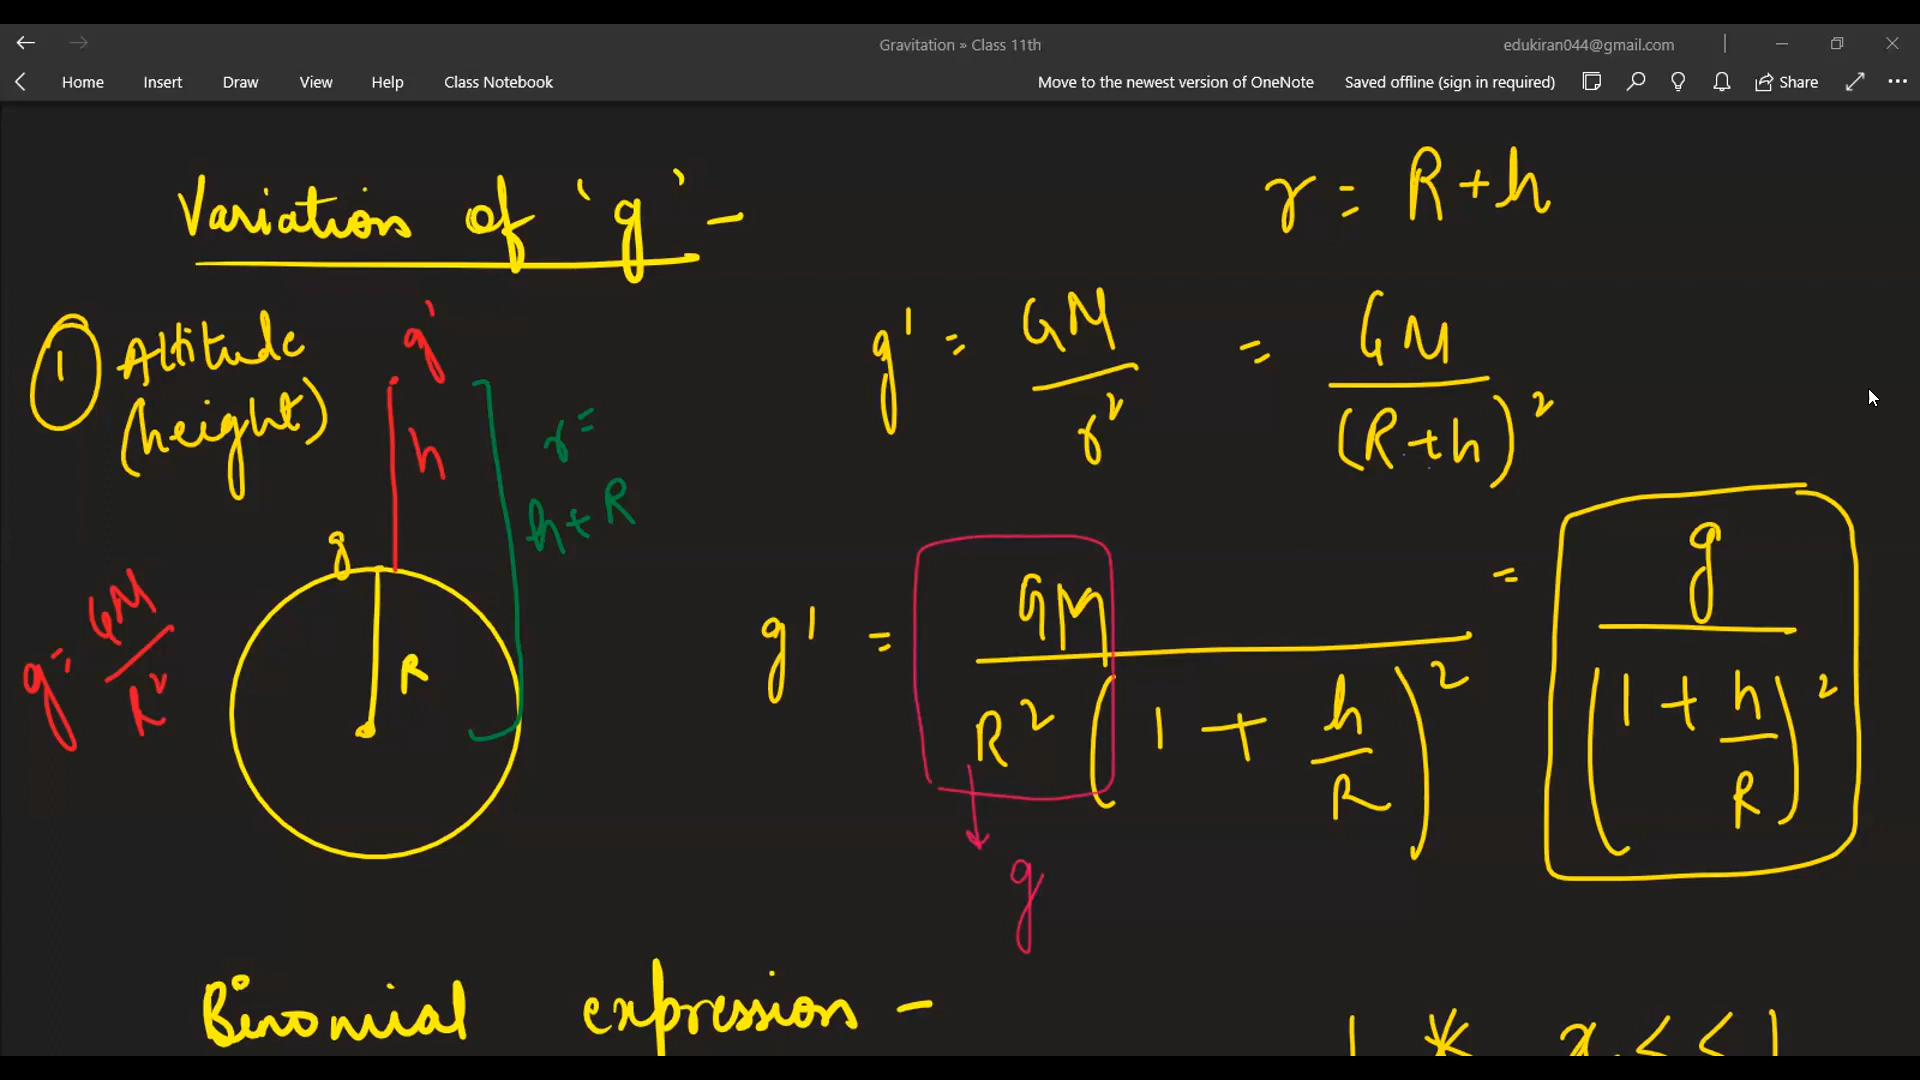 Gravitation » Class 11th
edukiran044@gmail.com
Home Insert Draw View Help Class Notebook
Move to the newest version of OneNote Saved offline (sign in required) Share
Variations of 'g' -
r = R + h
① Altitude (height)
g'
h
r = h + R
g' = GM / r² = GM / (R+h)²
g
g = GM / R²
R
g' = GM / R² (1 + h/R)² = g / (1 + h/R)²
g
Binomial expression -
* x << 1